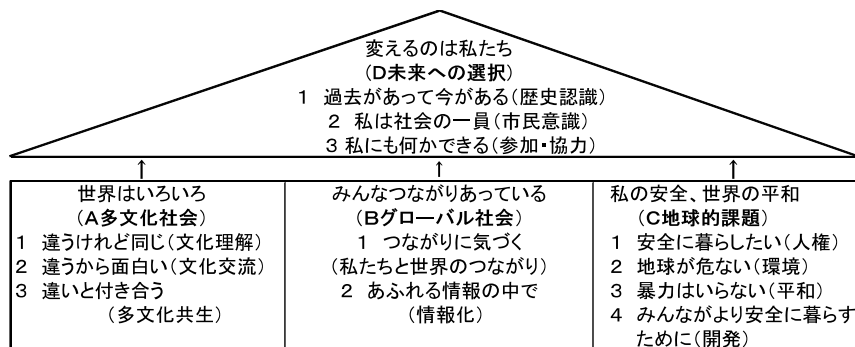 変えるのは私たち
(D未来への選択)
1 過去があって今がある(歴史認識)
2 私は社会の一員(市民意識)
3 私にも何かできる(参加・協力)
世界はいろいろ
(A多文化社会)
1 違うけれど同じ(文化理解)
2 違うから面白い(文化交流)
3 違いと付き合う
(多文化共生)
みんなつながりあっている
(Bグローバル社会)
1 つながりに気づく
(私たちと世界のつながり)
2 あふれる情報の中で
(情報化)
私の安全、世界の平和
(C地球的課題)
1 安全に暮らしたい(人権)
2 地球が危ない(環境)
3 暴力はいらない(平和)
4 みんながより安全に暮らす
ために(開発)